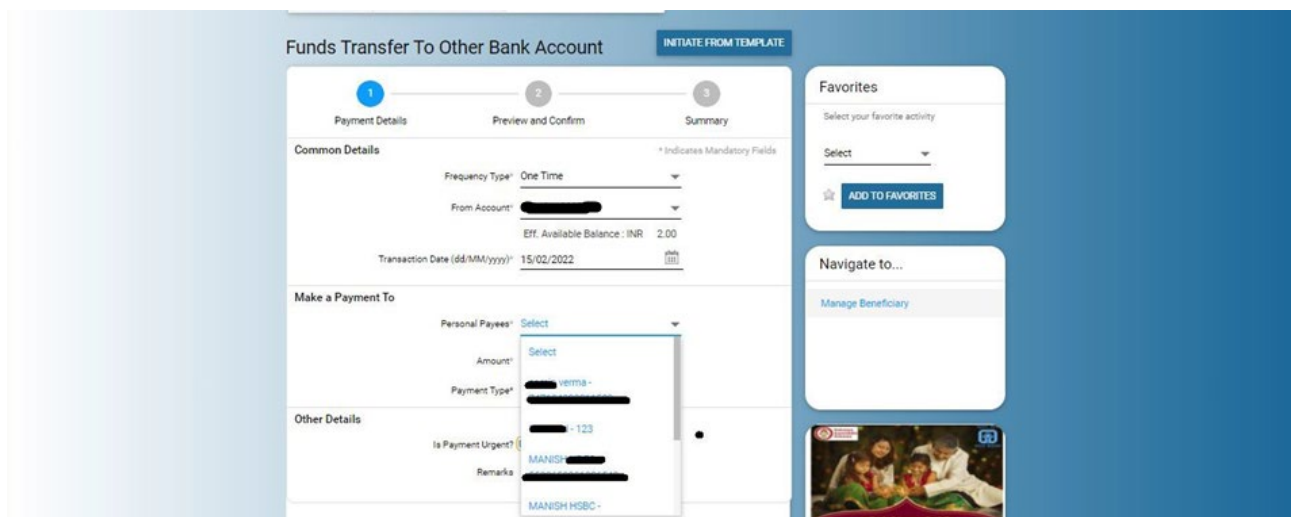 Funds Transfer To Other Bank Account
INITIATE FROM TEMPLATE
1
2
3
Payment Details
Preview and Confirm
Summary
Common Details
* Indicates Mandatory Fields
Frequency Type* One Time
From Account*
Eff. Available Balance : INR 2.00
Transaction Date (dd/MM/yyyy)* 15/02/2022
Make a Payment To
Personal Payees* Select
Select
Amount*
verma -
Payment Type*
Other Details
- 123
Is Payment Urgent?
MANISH
Remarks
MANISH HSBC -
Favorites
Select your favorite activity
Select
ADD TO FAVORITES
Navigate to...
Manage Beneficiary